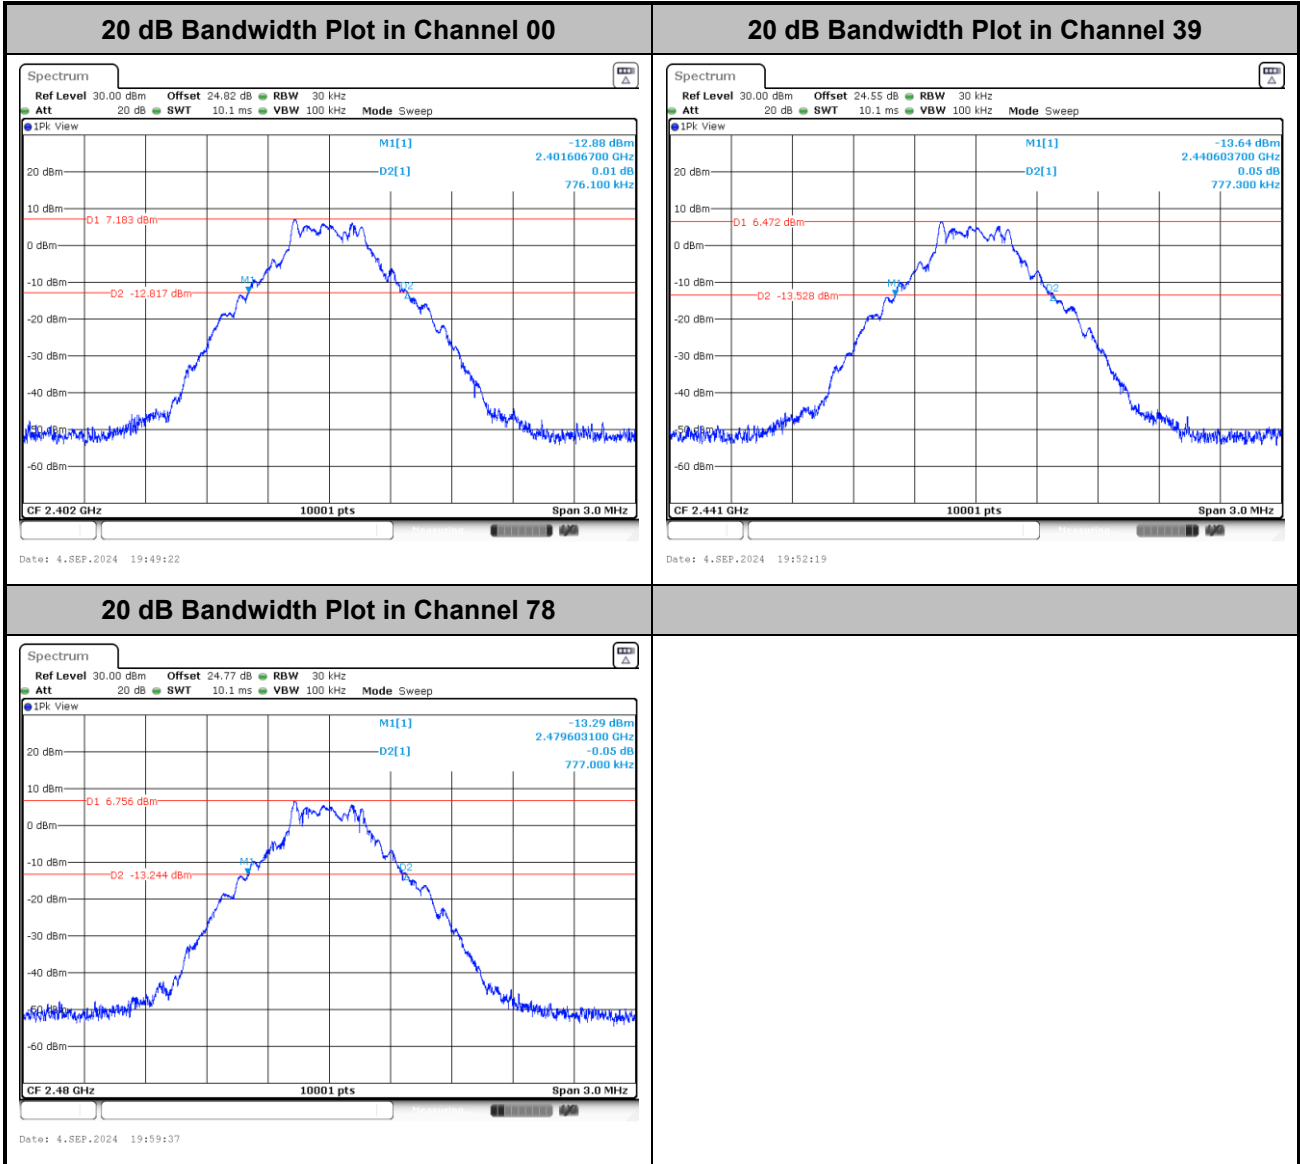 20 dB Bandwidth Plot in Channel 00
Spectrum
Ref Level 30.00 dBm Offset 24.82 dB RBW 30 kHz
Att 20 dB SWT 10.1 ms VBW 100 kHz Mode Sweep
1Pk View
M1[1] -12.88 dBm
2.401606700 GHz
20 dBm D2[1] 0.01 dB
776.100 kHz
10 dBm
D1 7.183 dBm
0 dBm
-10 dBm
M1
D2
D2 -12.817 dBm
-20 dBm
-30 dBm
-40 dBm
-50 dBm
-60 dBm
CF 2.402 GHz 10001 pts Span 3.0 MHz
Date: 4.SEP.2024 19:49:22
20 dB Bandwidth Plot in Channel 39
Spectrum
Ref Level 30.00 dBm Offset 24.55 dB RBW 30 kHz
Att 20 dB SWT 10.1 ms VBW 100 kHz Mode Sweep
1Pk View
M1[1] -13.64 dBm
2.440603700 GHz
20 dBm D2[1] 0.05 dB
777.300 kHz
10 dBm
D1 6.472 dBm
0 dBm
-10 dBm
M1
D2
D2 -13.528 dBm
-20 dBm
-30 dBm
-40 dBm
-50 dBm
-60 dBm
CF 2.441 GHz 10001 pts Span 3.0 MHz
Measuring...
Date: 4.SEP.2024 19:52:19
20 dB Bandwidth Plot in Channel 78
Spectrum
Ref Level 30.00 dBm Offset 24.77 dB RBW 30 kHz
Att 20 dB SWT 10.1 ms VBW 100 kHz Mode Sweep
1Pk View
M1[1] -13.29 dBm
2.479603100 GHz
20 dBm D2[1] -0.05 dB
777.000 kHz
10 dBm
D1 6.756 dBm
0 dBm
-10 dBm
M1
D2
D2 -13.244 dBm
-20 dBm
-30 dBm
-40 dBm
-50 dBm
-60 dBm
CF 2.48 GHz 10001 pts Span 3.0 MHz
Measuring...
Date: 4.SEP.2024 19:59:37